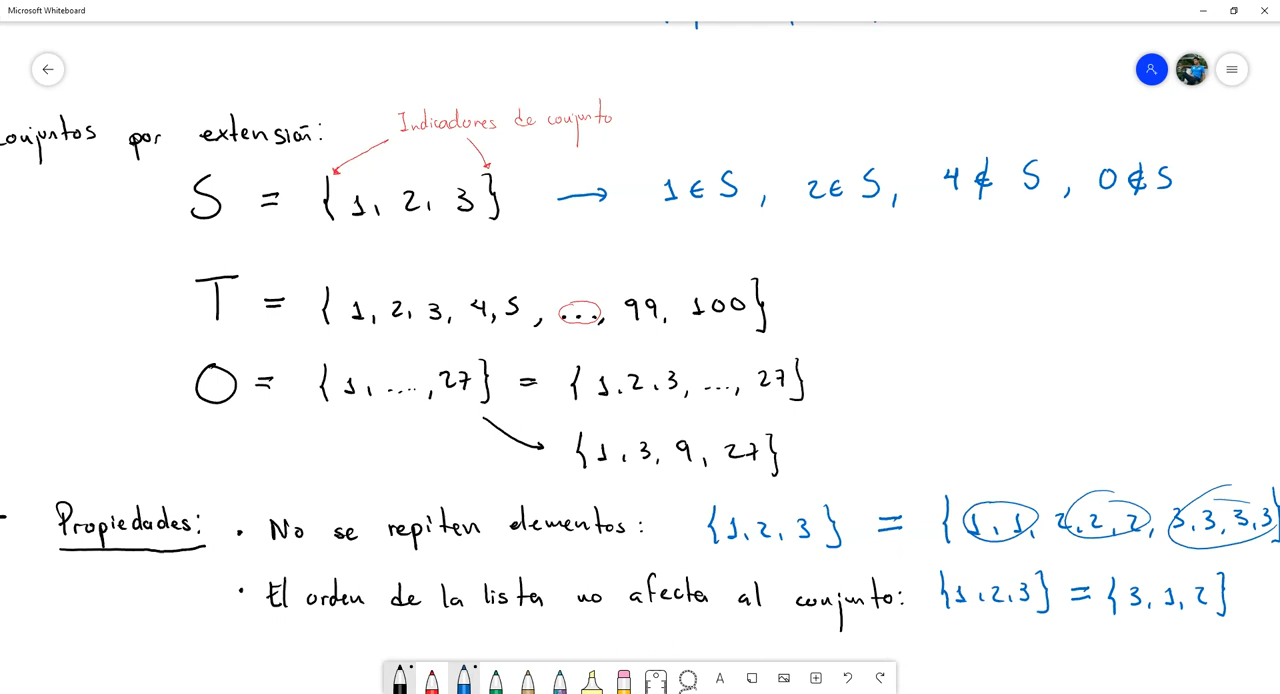 Microsoft Whiteboard
Indicadores de conjunto
conjuntos por extensión:
S = {1, 2, 3} → 1 ∈ S, 2 ∈ S, 4 ∉ S, 0 ∉ S
T = {1, 2, 3, 4, 5, ..., 99, 100}
O = {1, ...., 27} = {1, 2, 3, ..., 27}
{1, 3, 9, 27}
Propiedades: • No se repiten elementos: {1, 2, 3} = {1, 1, 2, 2, 2, 3, 3, 3, 3}
• El orden de la lista no afecta al conjunto: {1, 2, 3} = {3, 1, 2}
A